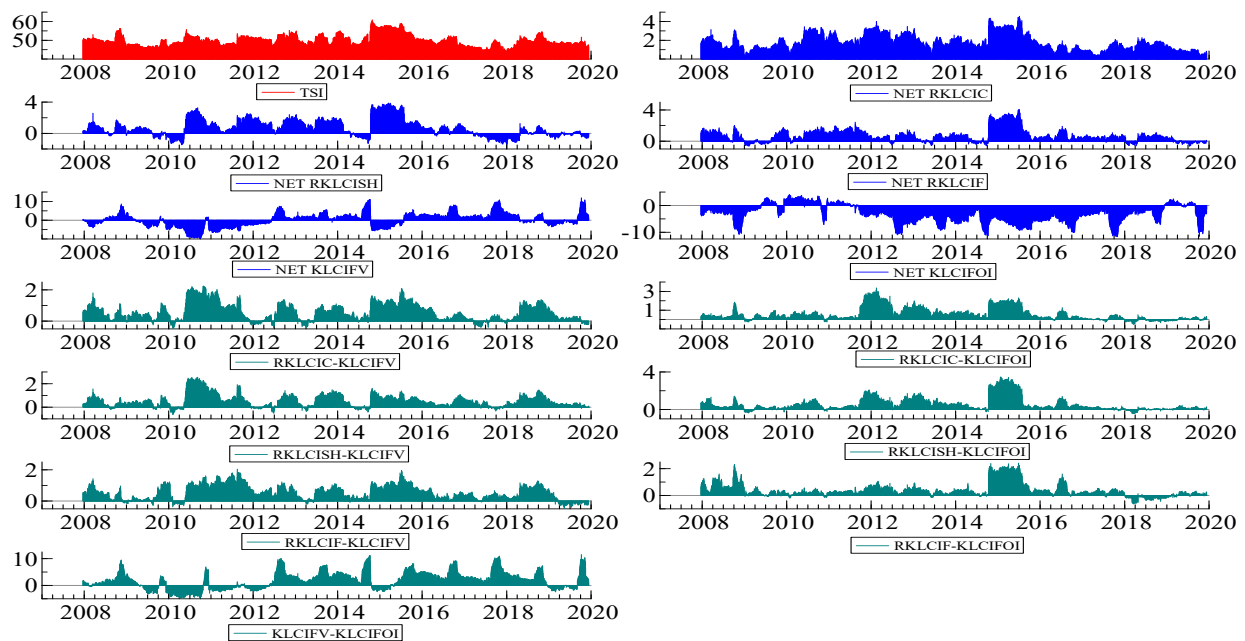 60
50
2008 2010 2012 2014 2016 2018 2020
TSI
4
2
2008 2010 2012 2014 2016 2018 2020
NET RKLCIC
4
0
2008 2010 2012 2014 2016 2018 2020
NET RKLCISH
4
0
2008 2010 2012 2014 2016 2018 2020
NET RKLCIF
10
0
2008 2010 2012 2014 2016 2018 2020
NET KLCIFV
0
-10
2008 2010 2012 2014 2016 2018 2020
NET KLCIFOI
2
0
2008 2010 2012 2014 2016 2018 2020
RKLCIC-KLCIFV
3
1
2008 2010 2012 2014 2016 2018 2020
RKLCIC-KLCIFOI
2
0
2008 2010 2012 2014 2016 2018 2020
RKLCISH-KLCIFV
4
0
2008 2010 2012 2014 2016 2018 2020
RKLCISH-KLCIFOI
2
0
2008 2010 2012 2014 2016 2018 2020
RKLCIF-KLCIFV
2
0
2008 2010 2012 2014 2016 2018 2020
RKLCIF-KLCIFOI
10
0
2008 2010 2012 2014 2016 2018 2020
KLCIFV-KLCIFOI